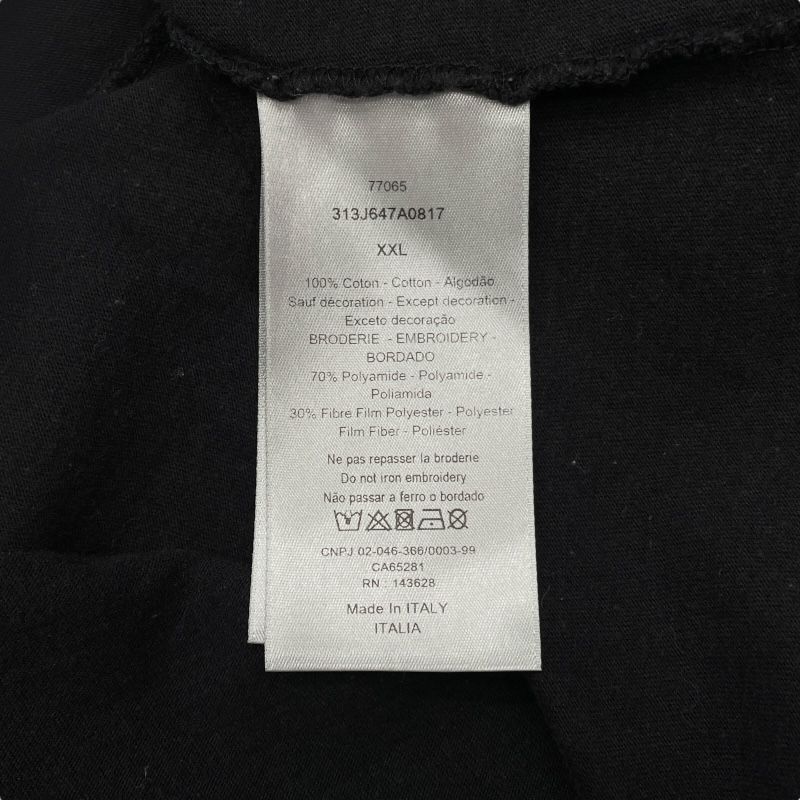 77065
313J647A0817
XXL
100% Coton - Cotton - Algodão
Sauf décoration - Except decoration -
Exceto decoração
BRODERIE - EMBROIDERY -
BORDADO
70% Polyamide - Polyamide -
Poliamida
30% Fibre Film Polyester - Polyester
Film Fiber - Poliéster
Ne pas repasser la broderie
Do not iron embroidery
Não passar a ferro o bordado
CNPJ 02-046-366/0003-99
CA65281
RN : 143628
Made In ITALY
ITALIA